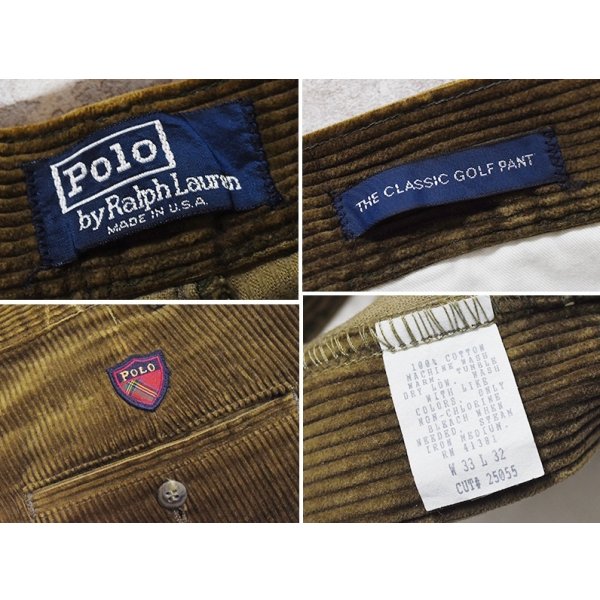 Polo
by Ralph Lauren
MADE IN U.S.A.
THE CLASSIC GOLF PANT
POLO
100% COTTON
MACHINE WASH
WARM. TUMBLE
DRY LOW. WASH
WITH LIKE
COLORS. ONLY
NON-CHLORINE
BLEACH WHEN
NEEDED. STEAM
IRON MEDIUM.
RN 41381
W 33 L 32
CUT# 25055